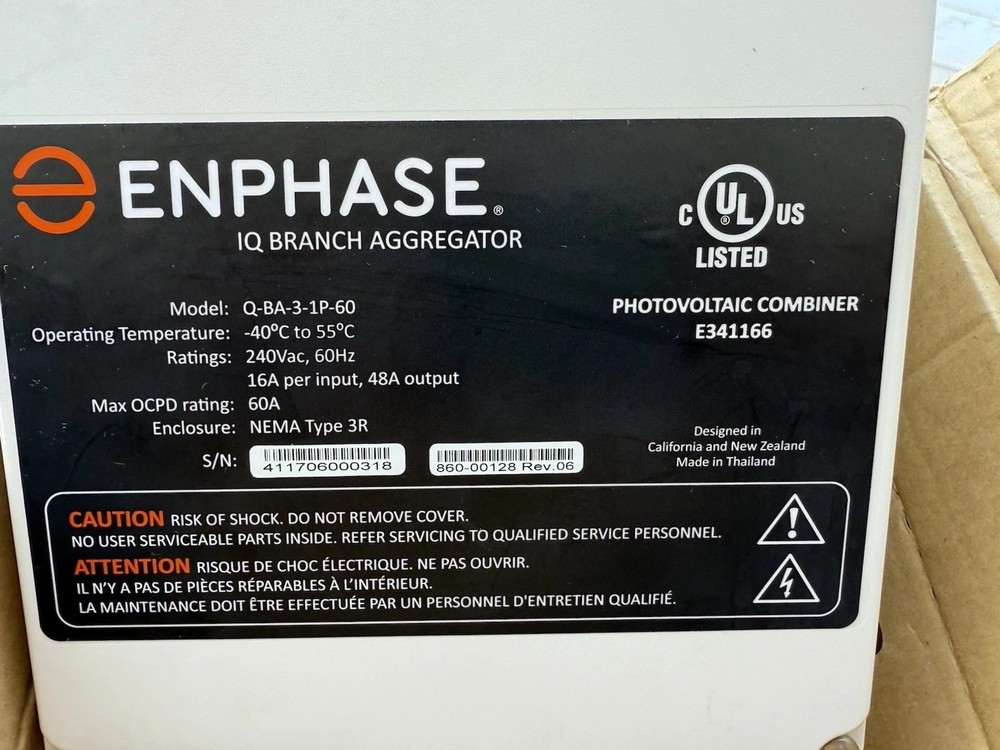 ENPHASE®
IQ BRANCH AGGREGATOR
C UL® US
LISTED
PHOTOVOLTAIC COMBINER
E341166
Model: Q-BA-3-1P-60
Operating Temperature: -40°C to 55°C
Ratings: 240Vac, 60Hz
16A per input, 48A output
Max OCPD rating: 60A
Enclosure: NEMA Type 3R
S/N: 411706000318 860-00128 Rev.06
Designed in
California and New Zealand
Made in Thailand
CAUTION RISK OF SHOCK. DO NOT REMOVE COVER.
NO USER SERVICEABLE PARTS INSIDE. REFER SERVICING TO QUALIFIED SERVICE PERSONNEL.
ATTENTION RISQUE DE CHOC ÉLECTRIQUE. NE PAS OUVRIR.
IL N'Y A PAS DE PIÈCES RÉPARABLES À L'INTÉRIEUR.
LA MAINTENANCE DOIT ÊTRE EFFECTUÉE PAR UN PERSONNEL D'ENTRETIEN QUALIFIÉ.